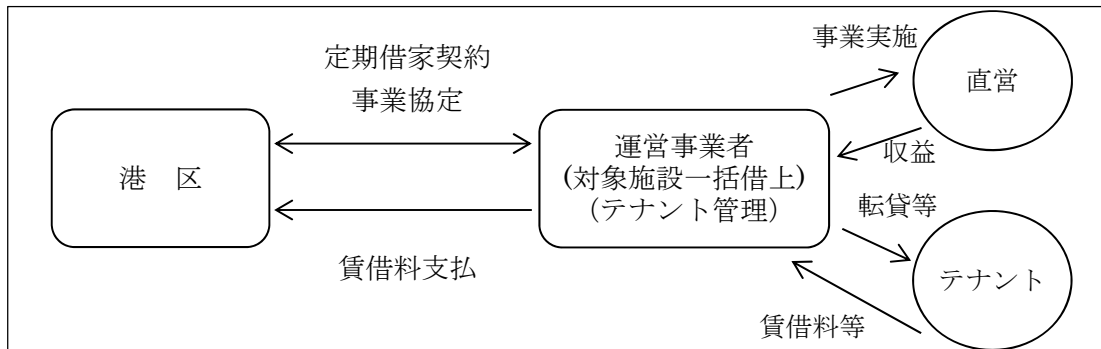 事業実施
定期借家契約
事業協定
直営
港　区
運営事業者
(対象施設一括借上)
(テナント管理)
収益
転貸等
賃借料支払
テナント
賃借料等